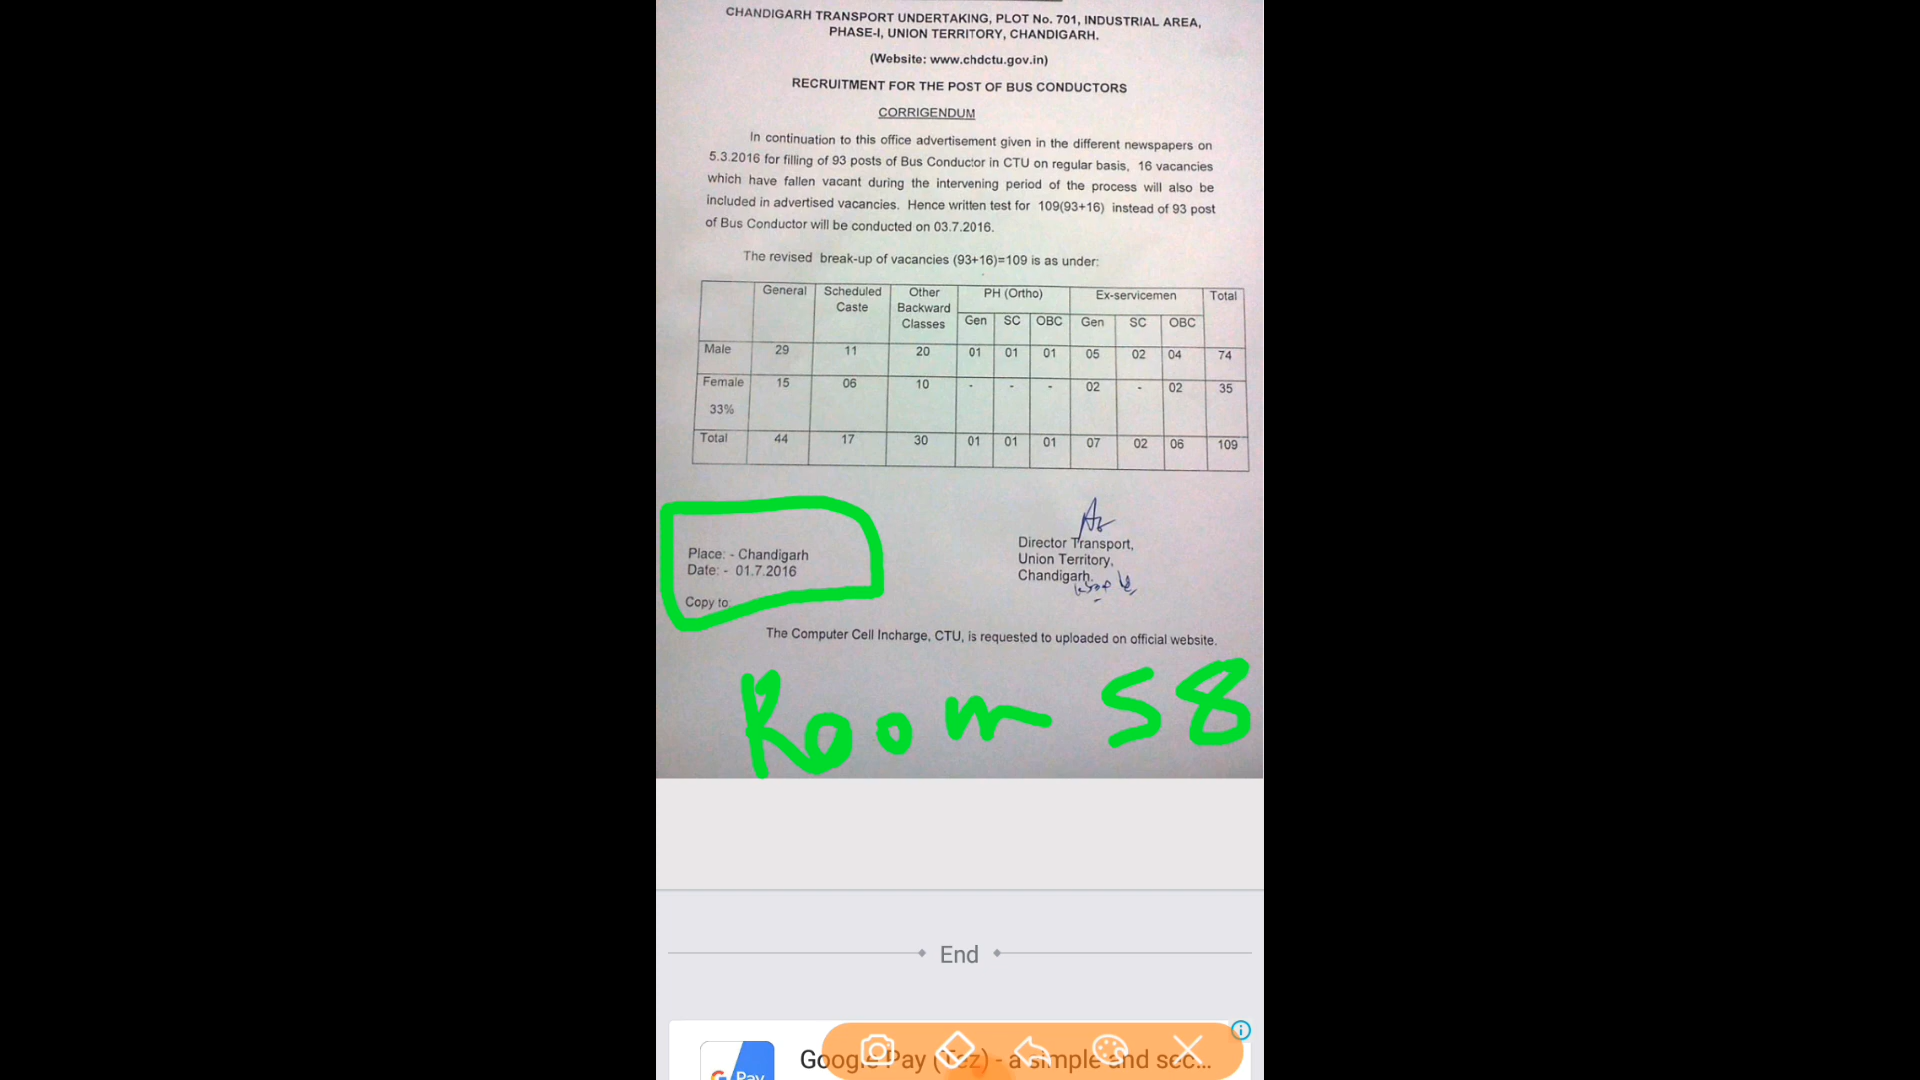 CHANDIGARH TRANSPORT UNDERTAKING, PLOT No. 701, INDUSTRIAL AREA,
PHASE-I, UNION TERRITORY, CHANDIGARH.
(Website: www.chdctu.gov.in)
RECRUITMENT FOR THE POST OF BUS CONDUCTORS
CORRIGENDUM
In continuation to this office advertisement given in the different newspapers on
5.3.2016 for filling of 93 posts of Bus Conductor in CTU on regular basis, 16 vacancies
which have fallen vacant during the intervening period of the process will also be
included in advertised vacancies. Hence written test for 109(93+16) instead of 93 post
of Bus Conductor will be conducted on 03.7.2016.
The revised break-up of vacancies (93+16)=109 is as under:
General Scheduled Caste Other Backward Classes PH (Ortho) Ex-servicemen Total
Gen SC OBC Gen SC OBC
Male 29 11 20 01 01 01 05 02 04 74
Female 33% 15 06 10 - - - 02 - 02 35
Total 44 17 30 01 01 01 07 02 06 109
Place: - Chandigarh
Date: - 01.7.2016
Director Transport,
Union Territory,
Chandigarh.
Copy to
The Computer Cell Incharge, CTU, is requested to uploaded on official website.
Room S8
End
Google Pay (Tez) - a simple and sec...
G Pay